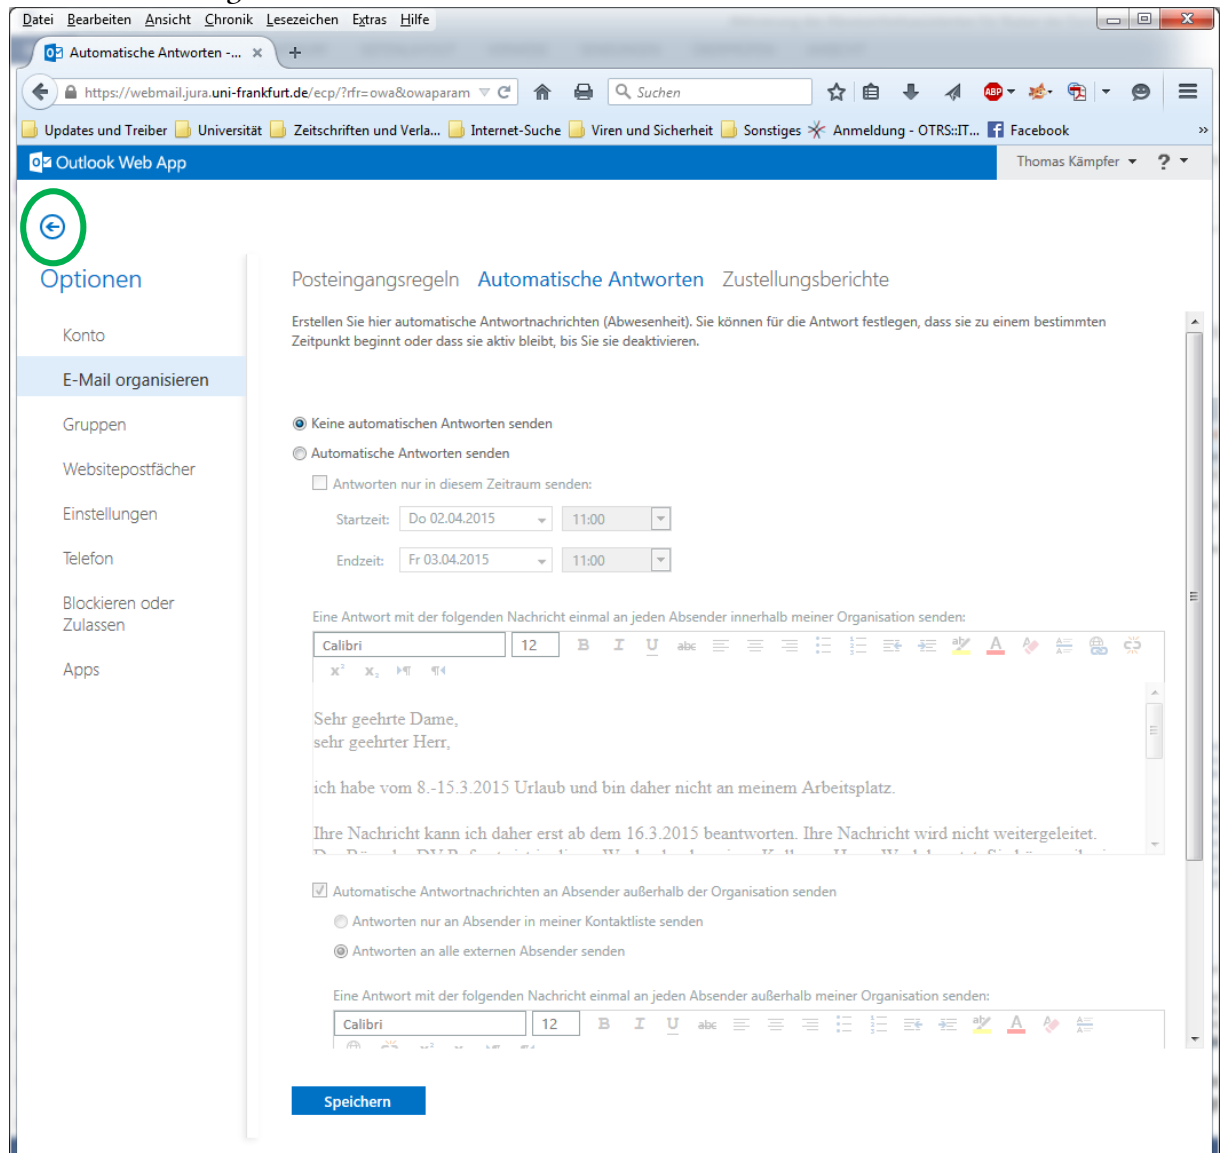 Datei Bearbeiten Ansicht Chronik Lesezeichen Extras Hilfe
Automatische Antworten -...
https://webmail.jura.uni-frankfurt.de/ecp/?rfr=owa&owaparam
Suchen
ABP
Updates und Treiber Universität Zeitschriften und Verla... Internet-Suche Viren und Sicherheit Sonstiges Anmeldung - OTRS::IT... Facebook
Outlook Web App
Thomas Kämpfer ?
Optionen
Konto
E-Mail organisieren
Gruppen
Websitepostfächer
Einstellungen
Telefon
Blockieren oder
Zulassen
Apps
Posteingangsregeln Automatische Antworten Zustellungsberichte
Erstellen Sie hier automatische Antwortnachrichten (Abwesenheit). Sie können für die Antwort festlegen, dass sie zu einem bestimmten
Zeitpunkt beginnt oder dass sie aktiv bleibt, bis Sie sie deaktivieren.
Keine automatischen Antworten senden
Automatische Antworten senden
Antworten nur in diesem Zeitraum senden:
Startzeit: Do 02.04.2015 11:00
Endzeit: Fr 03.04.2015 11:00
Eine Antwort mit der folgenden Nachricht einmal an jeden Absender innerhalb meiner Organisation senden:
Calibri 12 B I U abc
Sehr geehrte Dame,
sehr geehrter Herr,
ich habe vom 8.-15.3.2015 Urlaub und bin daher nicht an meinem Arbeitsplatz.
Ihre Nachricht kann ich daher erst ab dem 16.3.2015 beantworten. Ihre Nachricht wird nicht weitergeleitet.
Automatische Antwortnachrichten an Absender außerhalb der Organisation senden
Antworten nur an Absender in meiner Kontaktliste senden
Antworten an alle externen Absender senden
Eine Antwort mit der folgenden Nachricht einmal an jeden Absender außerhalb meiner Organisation senden:
Calibri 12 B I U abc
Speichern